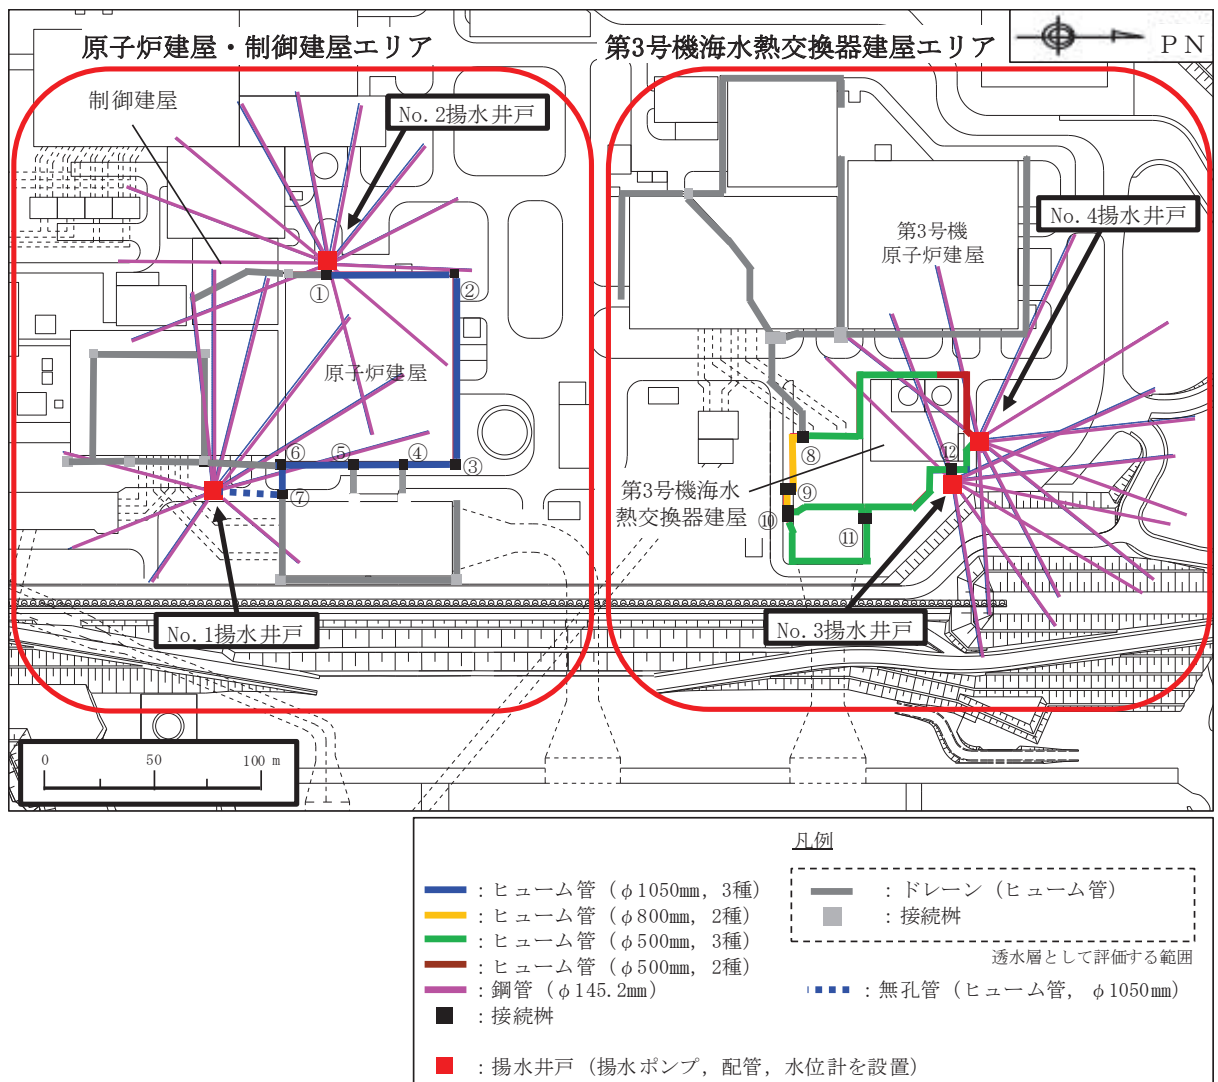 原子炉建屋・制御建屋エリア
第3号機海水熱交換器建屋エリア
PN
制御建屋
No.2揚水井戸
No.4揚水井戸
第3号機
原子炉建屋
①
②
原子炉建屋
⑥
⑤
④
③
⑦
⑧
⑫
第3号機海水
熱交換器建屋
⑨
⑩
⑪
No.1揚水井戸
No.3揚水井戸
0 50 100 m
凡例
：ヒューム管（φ1050mm，3種）
：ヒューム管（φ800mm，2種）
：ヒューム管（φ500mm，3種）
：ヒューム管（φ500mm，2種）
：鋼管（φ145.2mm）
：接続桝
：揚水井戸（揚水ポンプ，配管，水位計を設置）
：ドレーン（ヒューム管）
：接続桝
透水層として評価する範囲
：無孔管（ヒューム管，φ1050mm）